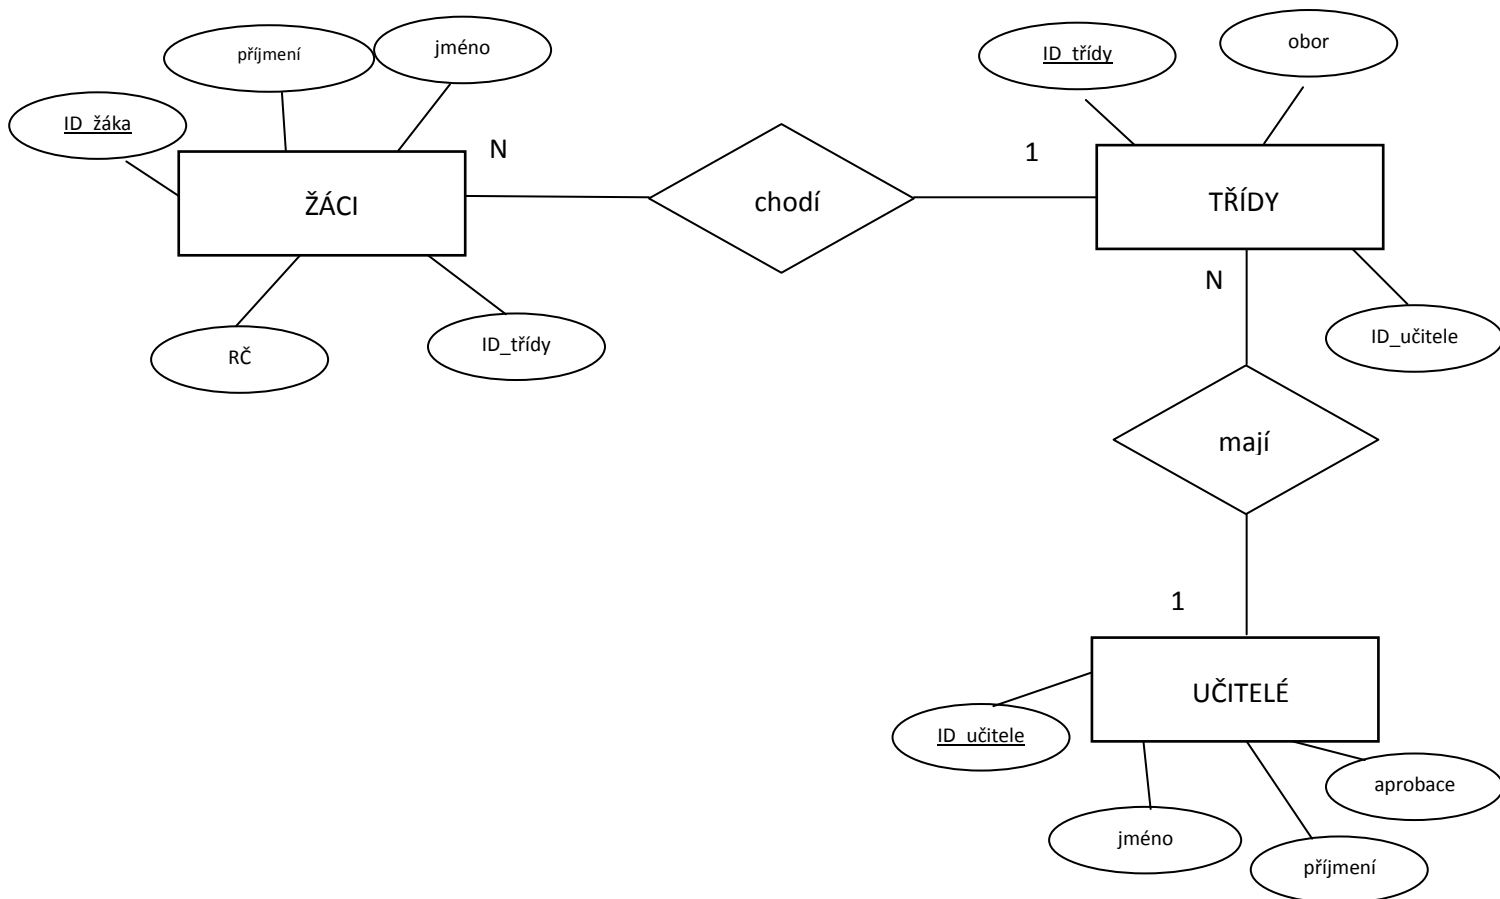 příjmení
jméno
ID_třídy
obor
ID_žáka
N
1
ŽÁCI
chodí
TŘÍDY
N
RČ
ID_třídy
ID_učitele
mají
1
UČITELÉ
ID_učitele
aprobace
jméno
příjmení